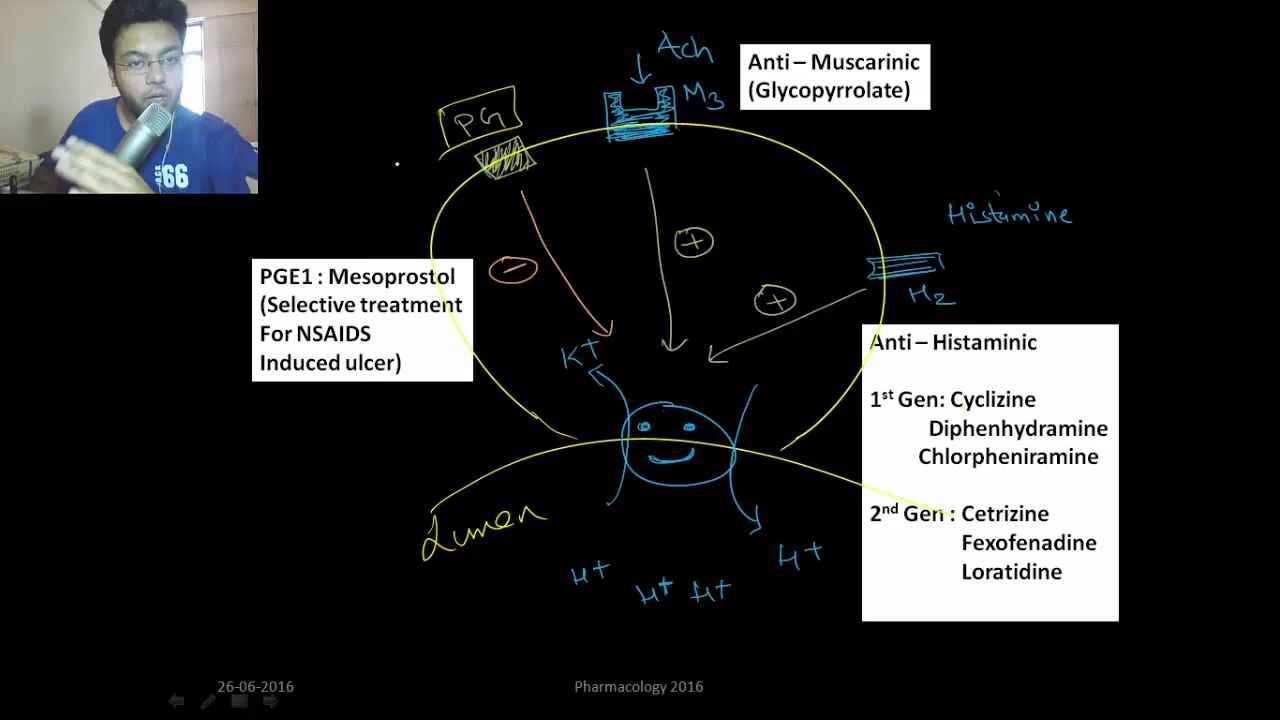 PG
Ach
M3
Anti – Muscarinic
(Glycopyrrolate)
66
Histamine
H2
PGE1 : Mesoprostol
(Selective treatment
For NSAIDS
Induced ulcer)
+
+
−
K+
Anti – Histaminic
1st Gen: Cyclizine
Diphenhydramine
Chlorpheniramine
2nd Gen : Cetrizine
Fexofenadine
Loratidine
Lumen
H+
H+
H+
H+
26-06-2016
Pharmacology 2016